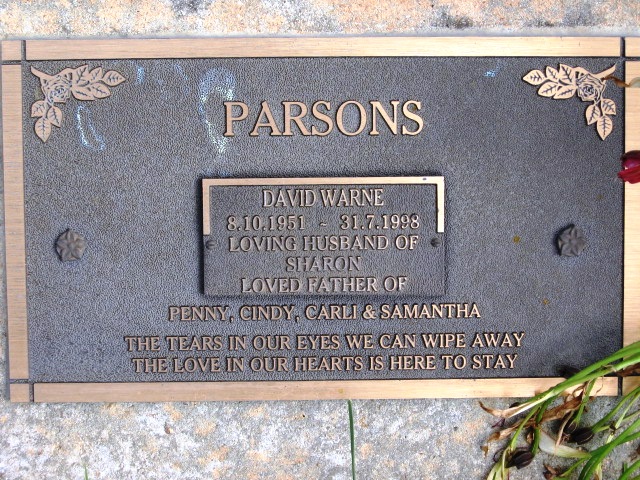 PARSONS
DAVID WARNE
8.10.1951 ~ 31.7.1998
LOVING HUSBAND OF
SHARON
LOVED FATHER OF
PENNY, CINDY, CARLI & SAMANTHA
THE TEARS IN OUR EYES WE CAN WIPE AWAY
THE LOVE IN OUR HEARTS IS HERE TO STAY